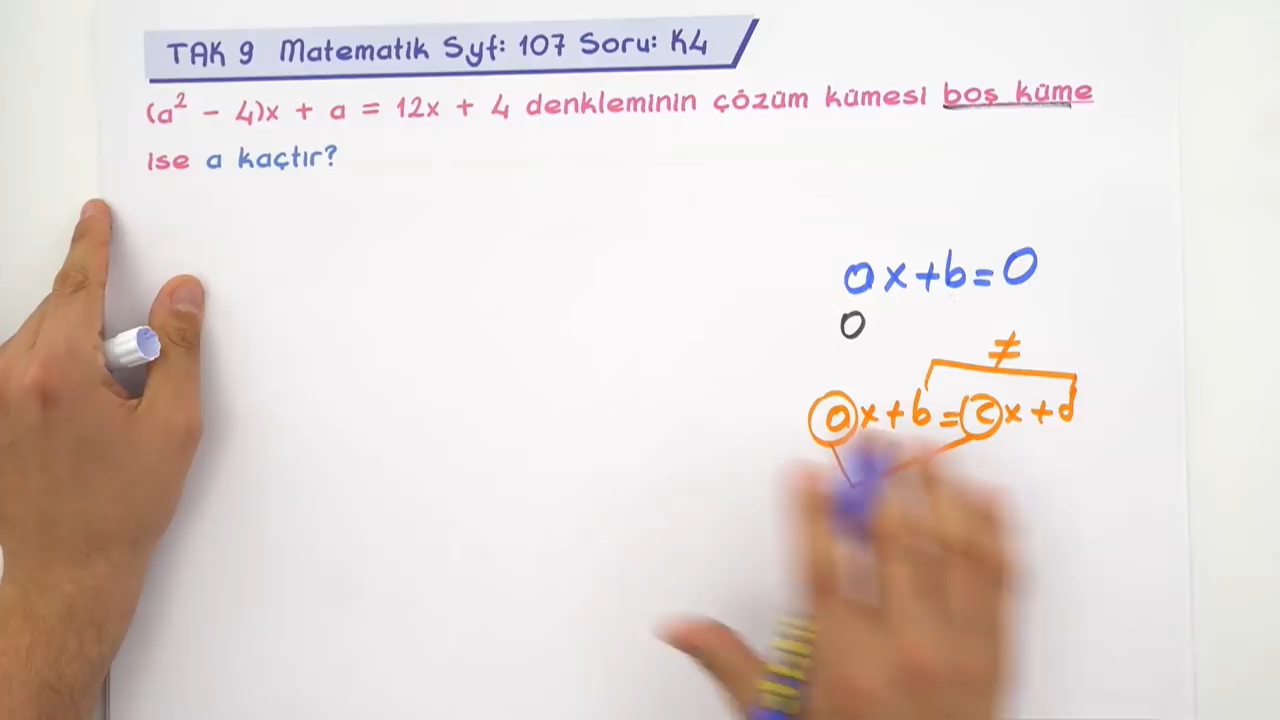 TAK 9 Matematik Syf: 107 Soru: K4
(a² - 4)x + a = 12x + 4 denkleminin çözüm kümesi boş küme
ise a kaçtır?
ax+b=0
0
≠
ax+b=cx+d